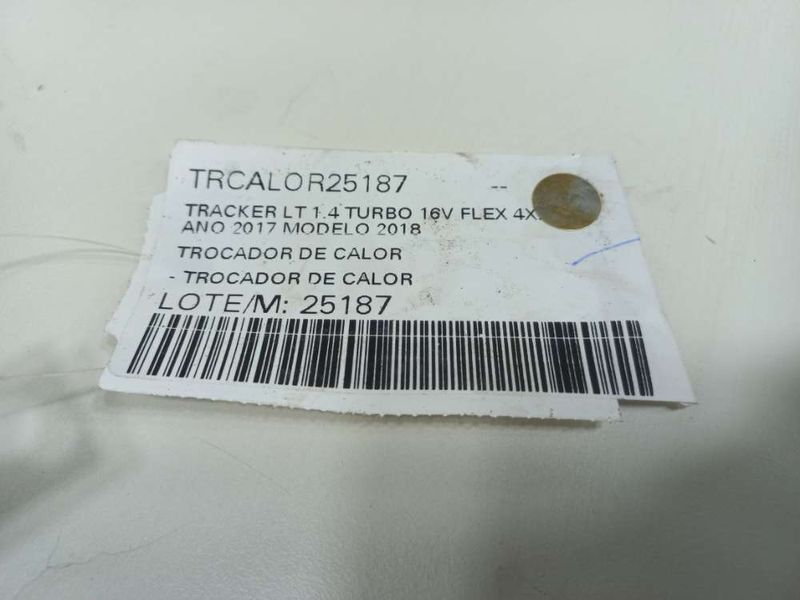 TRCALOR25187 --
TRACKER LT 1.4 TURBO 16V FLEX 4X
ANO 2017 MODELO 2018
TROCADOR DE CALOR
- TROCADOR DE CALOR
LOTE/M: 25187